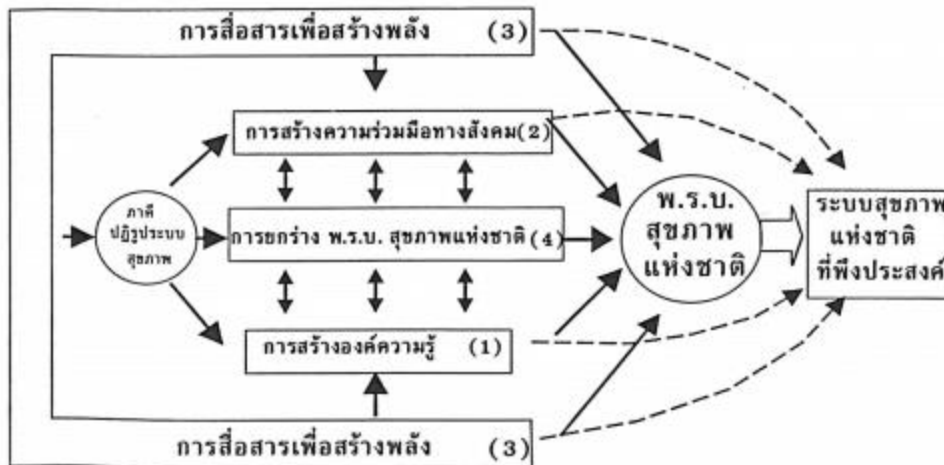 การสื่อสารเพื่อสร้างพลัง (3)
การสร้างความร่วมมือทางสังคม(2)
ภาคี
ปฏิรูประบบ
สุขภาพ
การยกร่าง พ.ร.บ. สุขภาพแห่งชาติ(4)
พ.ร.บ.
สุขภาพ
แห่งชาติ
ระบบสุขภาพ
แห่งชาติ
ที่พึงประสงค์
การสร้างองค์ความรู้ (1)
การสื่อสารเพื่อสร้างพลัง (3)